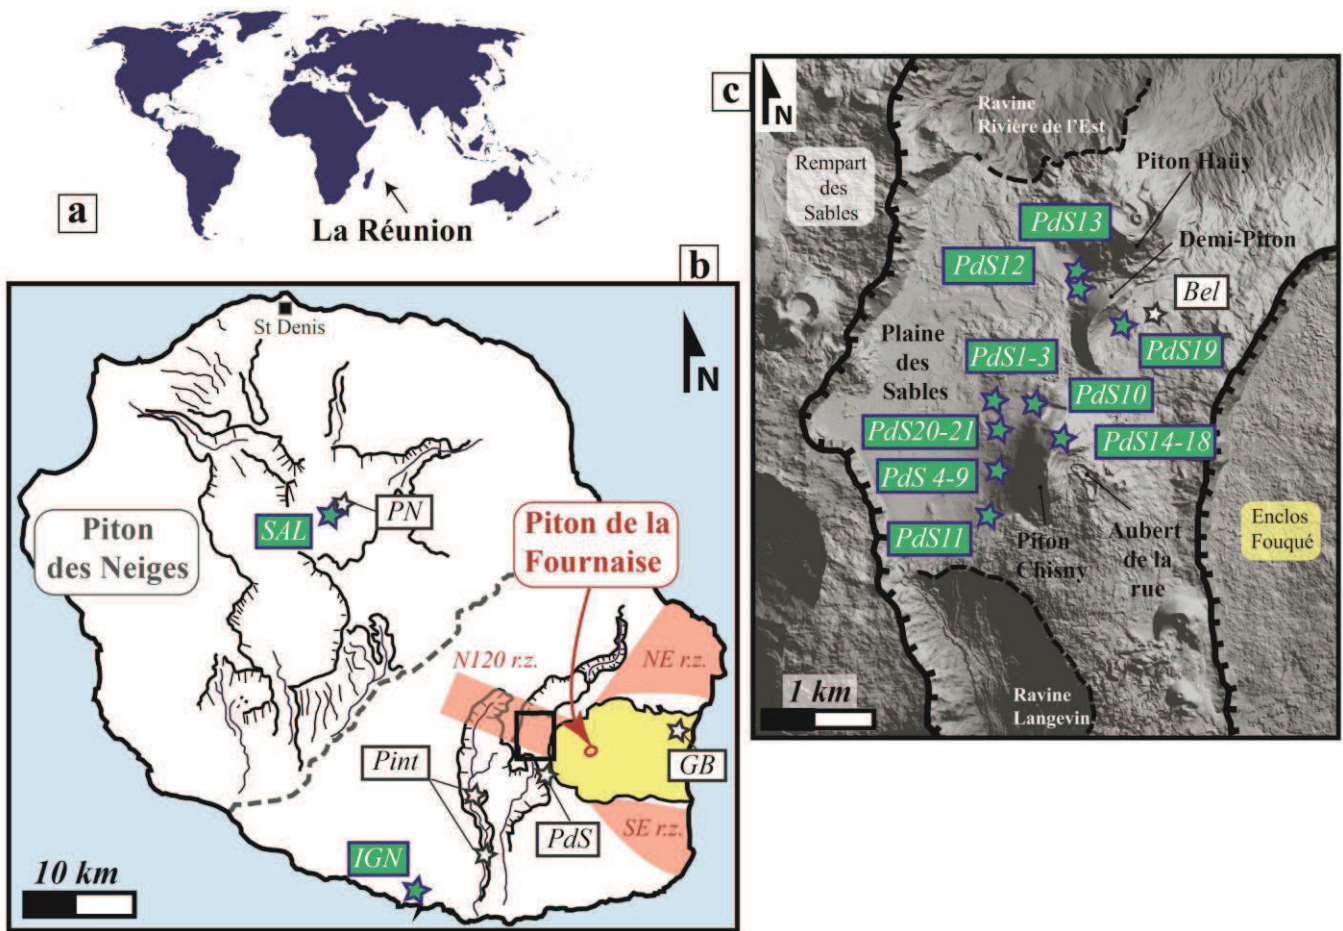 a
La Réunion
b
St Denis
N
PN
SAL
Piton
des Neiges
Piton de la
Fournaise
N120 r.z.
NE r.z.
Pint
GB
PdS
SE r.z.
IGN
10 km
c
N
Ravine
Rivière de l'Est
Rempart
des
Sables
Piton Haüy
PdS13
Demi-Piton
PdS12
Bel
Plaine
des
Sables
PdS1-3
PdS19
PdS10
PdS20-21
PdS14-18
PdS 4-9
PdS11
Piton
Chisny
Aubert
de la
rue
Enclos
Fouqué
1 km
Ravine
Langevin